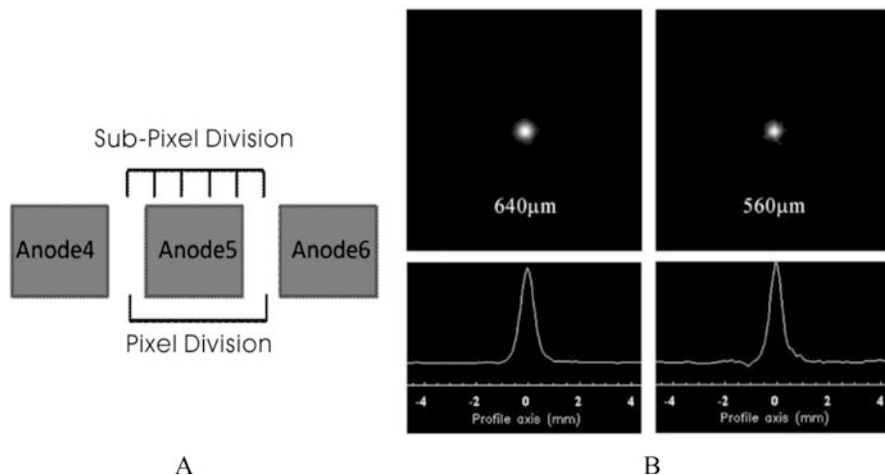 Sub-Pixel Division
Anode4 Anode5 Anode6
Pixel Division
A
640μm 560μm
-4 -2 0 2 4 -4 -2 0 2 4
Profile axis (mm) Profile axis (mm)
B